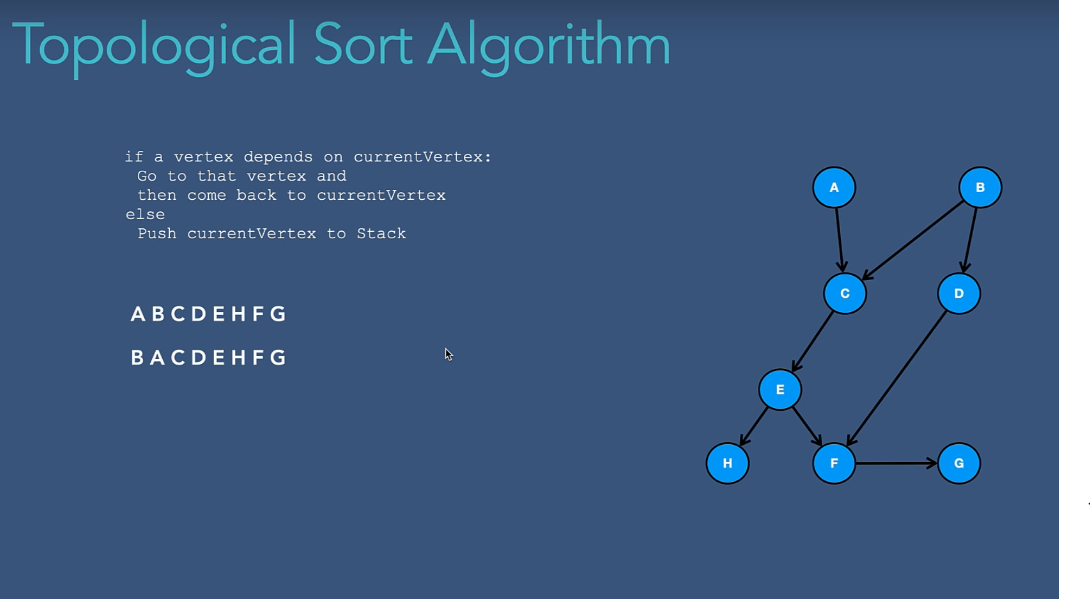 Topological Sort Algorithm
if a vertex depends on currentVertex:
Go to that vertex and
then come back to currentVertex
else
Push currentVertex to Stack
A B C D E H F G
B A C D E H F G
A B
C D
E
H F G